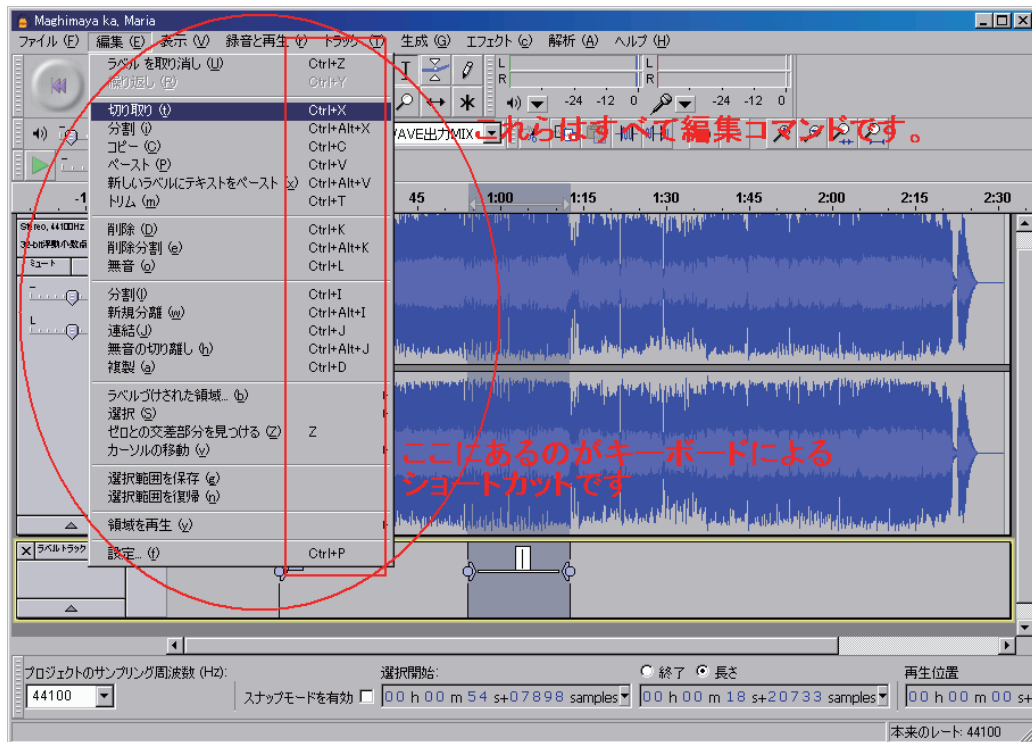 Maghimaya ka, Maria
ファイル (F) 編集 (E) 表示 (V) 録音と再生 (r) トラック (T) 生成 (G) エフェクト (c) 解析 (A) ヘルプ (H)
ラベル を取り消し (U) Ctrl+Z
繰り返し (R) Ctrl+Y
切り取り (t) Ctrl+X
分割 (i) Ctrl+Alt+X
コピー (C) Ctrl+C
ペースト (P) Ctrl+V
新しいラベルにテキストをペースト (x) Ctrl+Alt+V
トリム (m) Ctrl+T
削除 (D) Ctrl+K
削除分割 (e) Ctrl+Alt+K
無音 (o) Ctrl+L
分割(I) Ctrl+I
新規分離 (w) Ctrl+Alt+I
連結(J) Ctrl+J
無音の切り離し (h) Ctrl+Alt+J
複製 (a) Ctrl+D
ラベルづけされた領域... (b)
選択 (S)
ゼロとの交差部分を見つける (Z) Z
カーソルの移動 (v)
選択範囲を保存 (g)
選択範囲を復帰 (n)
領域を再生 (y)
設定... (f) Ctrl+P
L
R
L
R
-24 -12 0
-24 -12 0
WAVE出力MIX
これらはすべて編集コマンドです。
-1 45 1:00 1:15 1:30 1:45 2:00 2:15 2:30
Stereo, 44100Hz
32-bit浮動小数点
ミュート
-
L
ここにあるのがキーボードによる
ショートカットです
ラベルトラック
プロジェクトのサンプリング周波数 (Hz): 選択開始: 終了 長さ 再生位置
44100 スナップモードを有効 00 h 00 m 54 s+07898 samples 00 h 00 m 18 s+20733 samples 00 h 00 m 00 s+
本来のレート: 44100